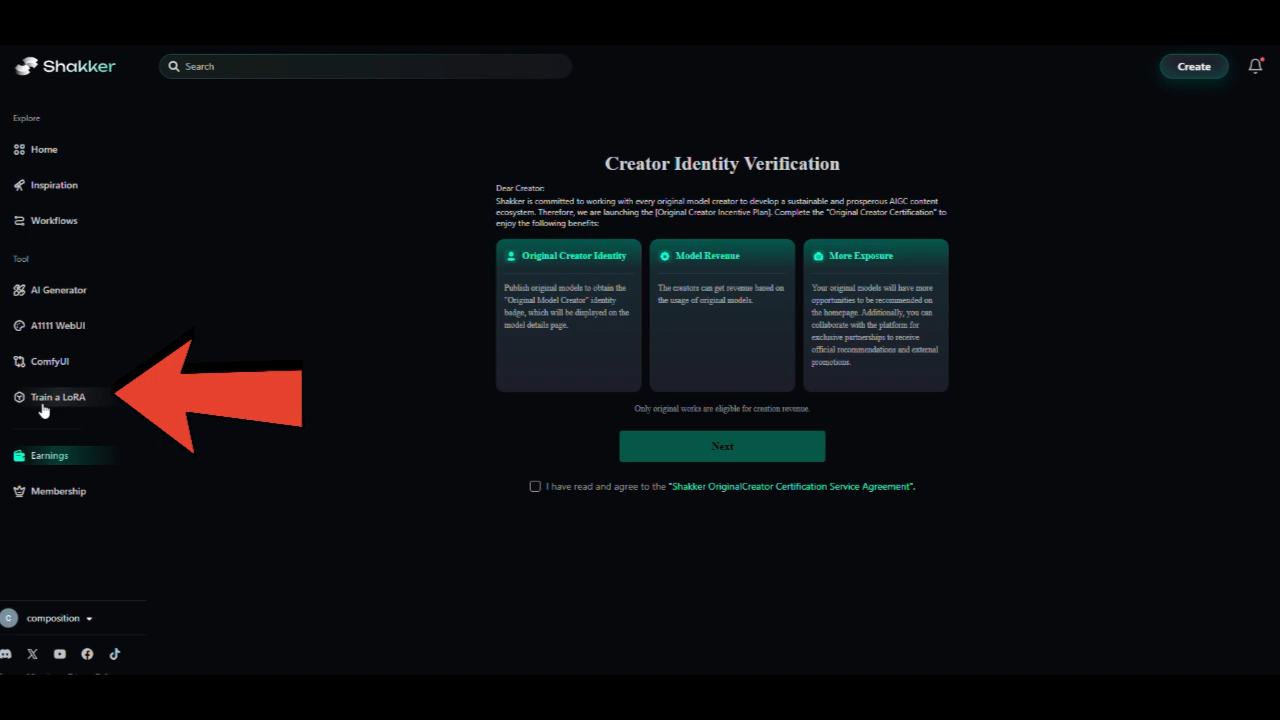 Shakker
Search
Create
Explore
Home
Inspiration
Workflows
Tool
AI Generator
A1111 WebUI
ComfyUI
Train a LoRA
Earnings
Membership
C
composition
Creator Identity Verification
Dear Creator:
Shakker is committed to working with every original model creator to develop a sustainable and prosperous AIGC content
ecosystem. Therefore, we are launching the [Original Creator Incentive Plan]. Complete the "Original Creator Certification" to
enjoy the following benefits:
Original Creator Identity
Publish original models to obtain the
"Original Model Creator" identity
badge, which will be displayed on the
model details page.
Model Revenue
The creators can get revenue based on
the usage of original models.
More Exposure
Your original models will have more
opportunities to be recommended on
the homepage. Additionally, you can
collaborate with the platform for
exclusive partnerships to receive
official recommendations and external
promotions.
Only original works are eligible for creation revenue.
Next
I have read and agree to the "Shakker OriginalCreator Certification Service Agreement".